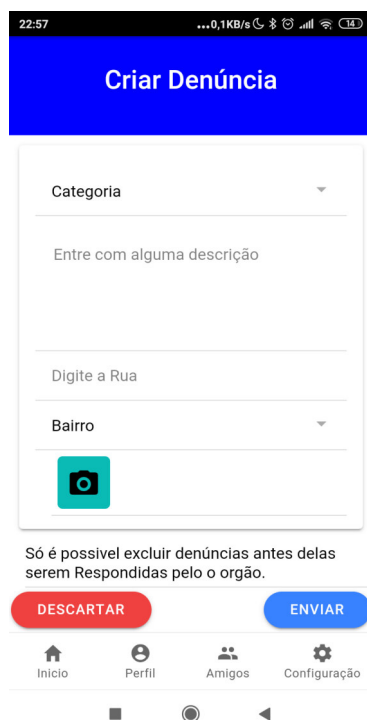 22:57 ...0,1KB/s 14
Criar Denúncia
Categoria
Entre com alguma descrição
Digite a Rua
Bairro
Só é possivel excluir denúncias antes delas
serem Respondidas pelo o orgão.
DESCARTAR ENVIAR
Inicio Perfil Amigos Configuração